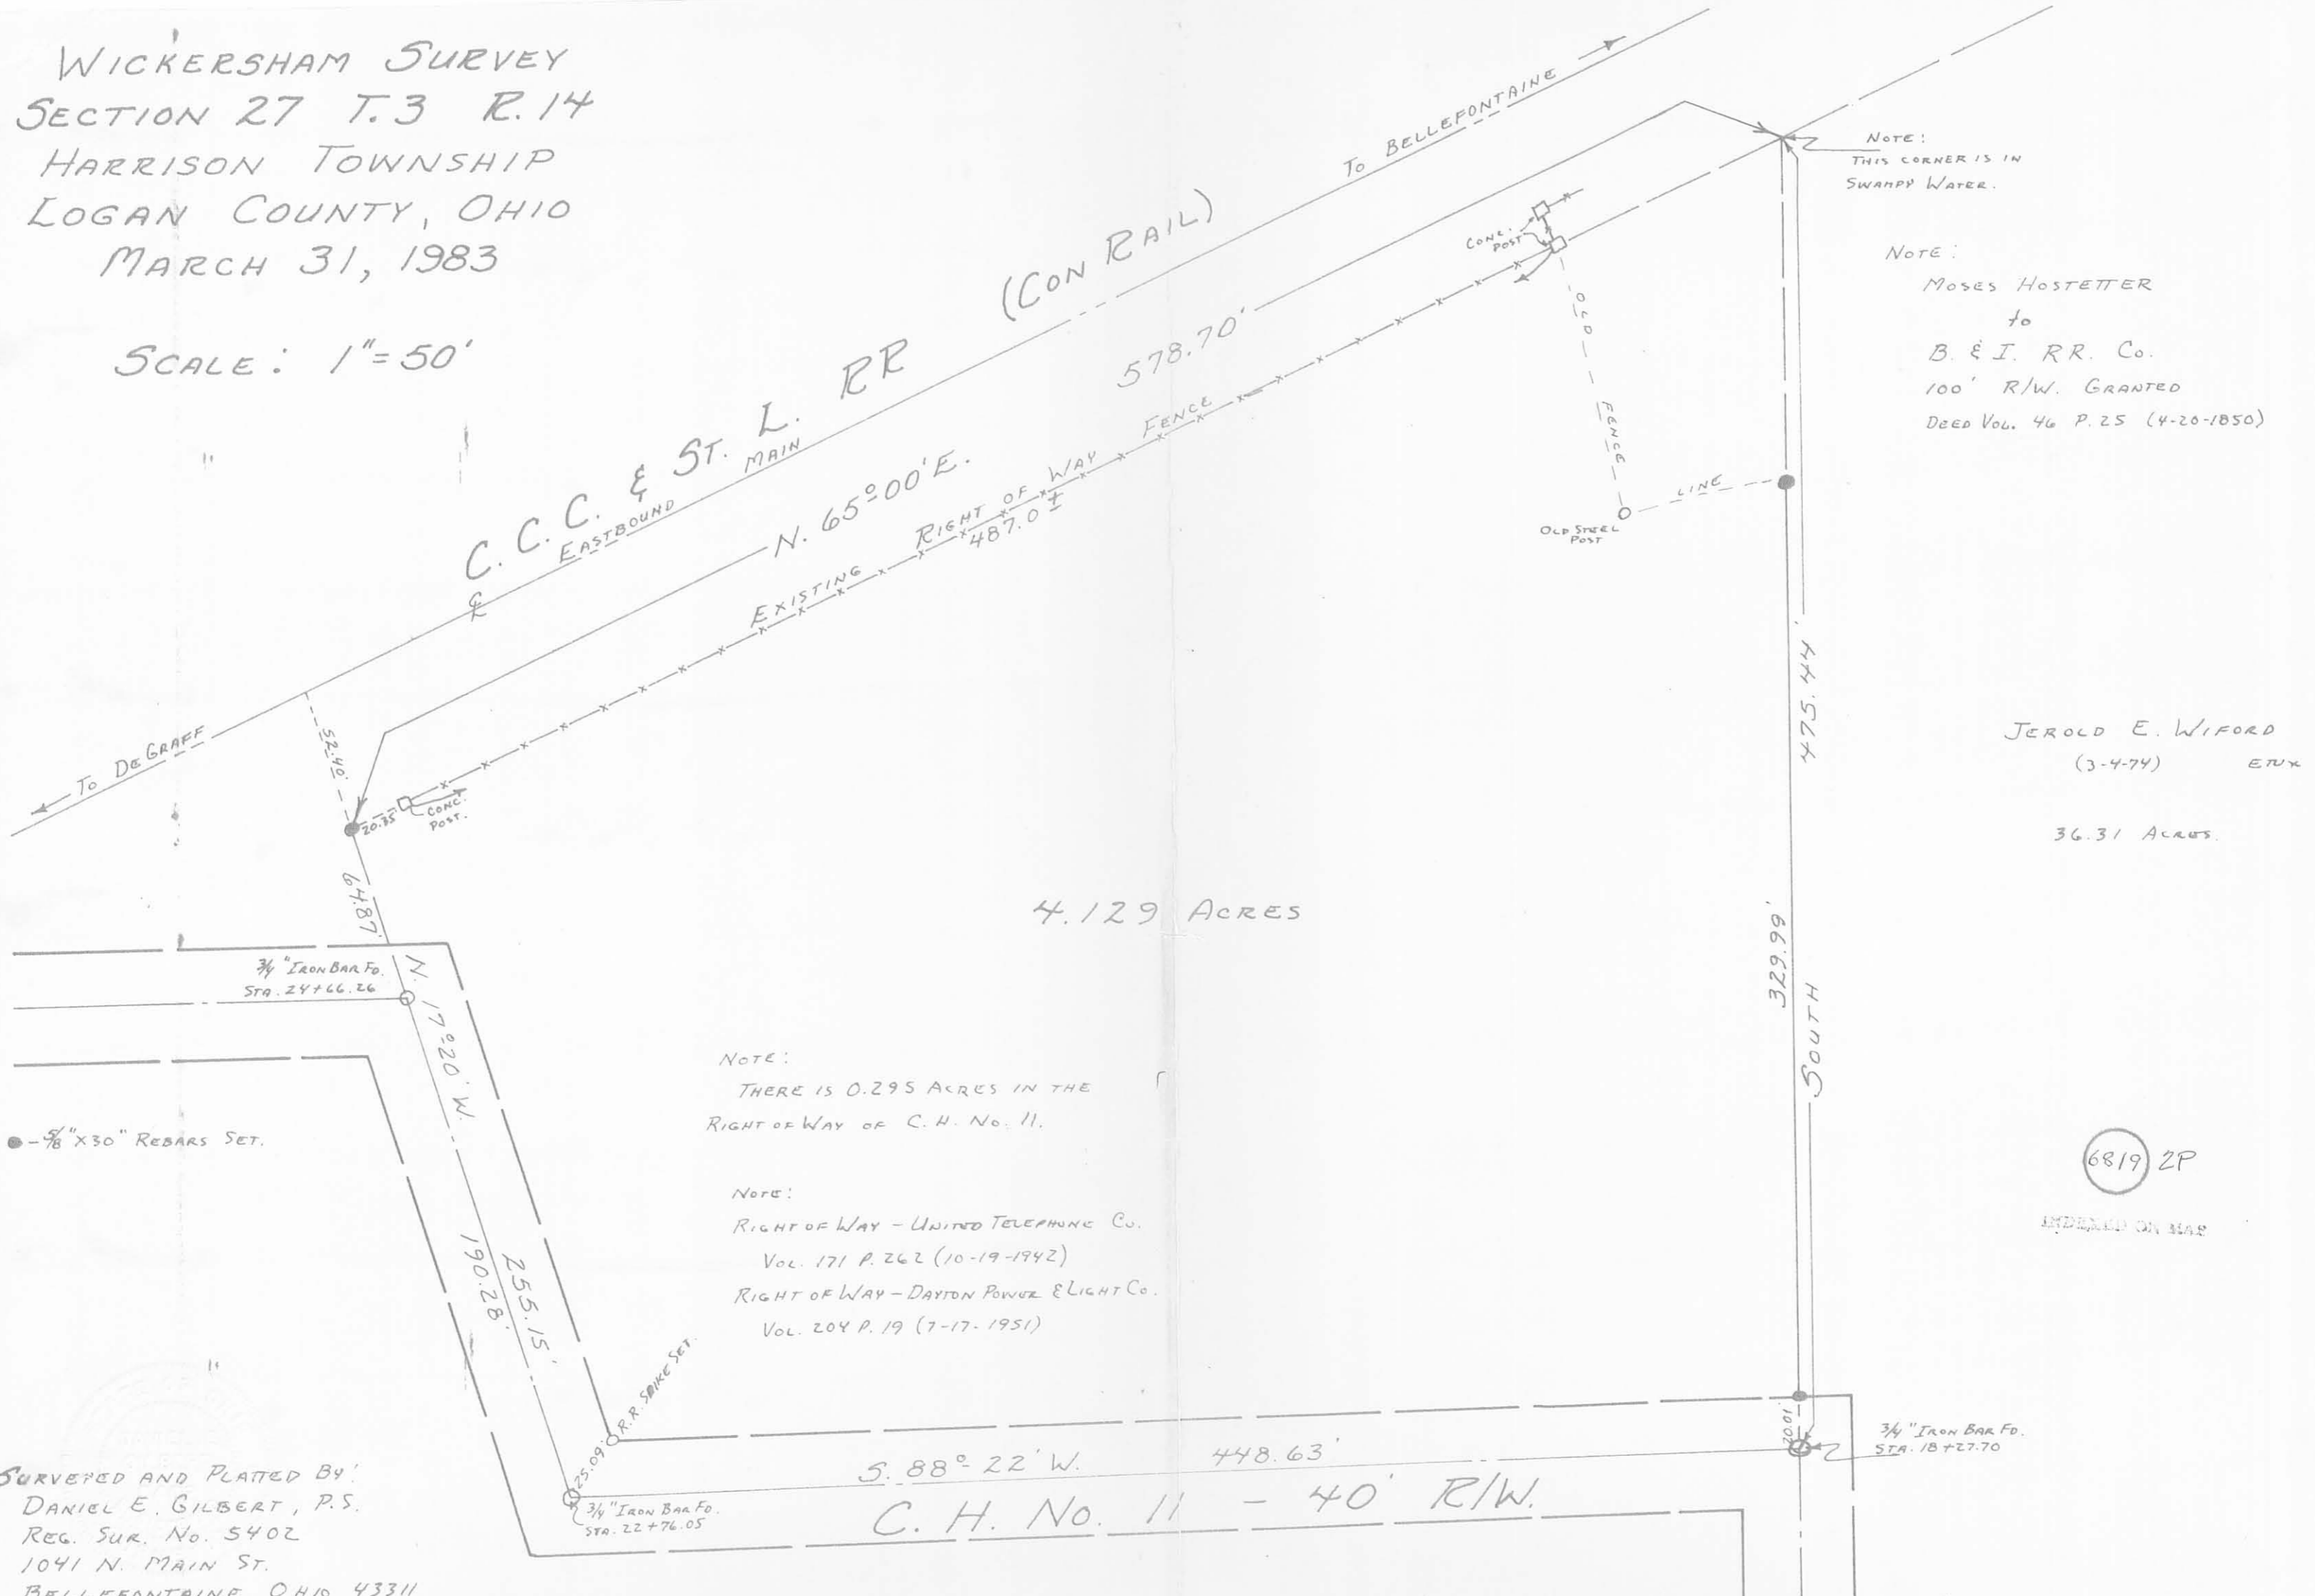 WICKERSHAM SURVEY
SECTION 27 T.3 R.14
HARRISON TOWNSHIP
LOGAN COUNTY, OHIO
MARCH 31, 1983
SCALE: 1"=50'
TO BELLEFONTAINE
NOTE:
THIS CORNER IS IN
SWAMPY WATER.
NOTE:
MOSES HOSTETTER
to
B. & I. RR. Co.
100' R/W. GRANTED
DEED VOL. 46 P. 25 (4-20-1850)
(CON RAIL)
C. C. C. & ST. L. RR
EASTBOUND MAIN
℄
578.70'
N. 65°00'E.
CONC. POST
OLD FENCE LINE
OLD STEEL
POST
EXISTING RIGHT OF WAY FENCE
487.0±
TO DEGRAFF
52.40'
20.35
CONC.
POST.
64.87'
475.44'
JEROLD E. WIFORD
(3-4-74) ETUX
36.31 ACRES.
4.129 ACRES
329.99'
SOUTH
3/4" IRON BAR FD.
STA. 24+66.26
N. 17°20'W.
●-5/8"X30" REBARS SET.
190.28'
255.15'
NOTE:
THERE IS 0.295 ACRES IN THE
RIGHT OF WAY OF C. H. No. 11.
NOTE:
RIGHT OF WAY - UNITED TELEPHONE Co.
VOL. 171 P. 262 (10-19-1942)
RIGHT OF WAY - DAYTON POWER & LIGHT Co.
VOL. 204 P. 19 (7-17-1951)
6819 2P
INDEXED ON MAP
R.R. SPIKE SET.
25.09'
3/4" IRON BAR FD.
STA. 22+76.05
S. 88°-22' W. 448.63'
C. H. No. 11 - 40' R/W.
20.01'
3/4" IRON BAR FD.
STA. 18+27.70
SURVEYED AND PLATTED BY:
DANIEL E. GILBERT, P.S.
REG. SUR. No. 5402
1041 N. MAIN ST.
BELLEFONTAINE, OHIO 43311